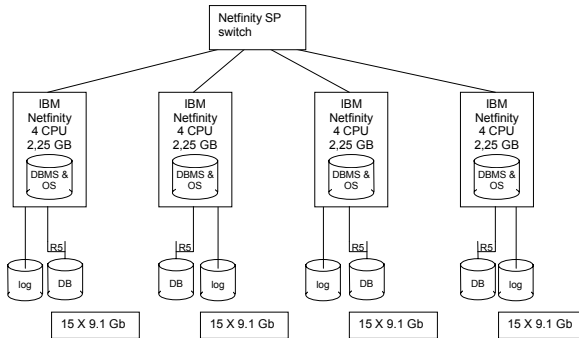 Netfinity SP
switch
IBM
Netfinity
4 CPU
2,25 GB
DBMS &
OS
IBM
Netfinity
4 CPU
2,25 GB
DBMS &
OS
IBM
Netfinity
4 CPU
2,25 GB
DBMS &
OS
IBM
Netfinity
4 CPU
2,25 GB
DBMS &
OS
R5
log
DB
R5
DB
log
R5
log
DB
R5
DB
log
15 X 9.1 Gb
15 X 9.1 Gb
15 X 9.1 Gb
15 X 9.1 Gb